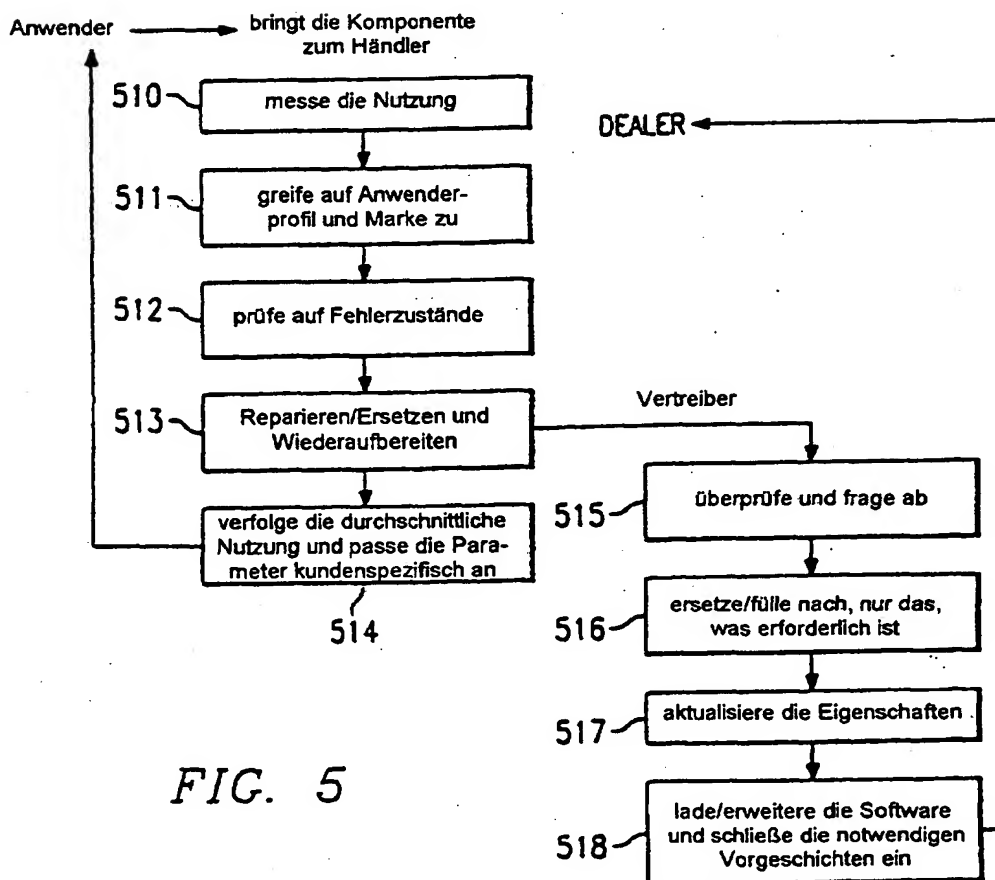 Anwender
bringt die Komponente
zum Händler
510
messe die Nutzung
DEALER
511
greife auf Anwender-
profil und Marke zu
512
prüfe auf Fehlerzustände
513
Reparieren/Ersetzen und
Wiederaufbereiten
Vertreiber
verfolge die durchschnittliche
Nutzung und passe die Para-
meter kundenspezifisch an
514
515
überprüfe und frage ab
516
ersetze/fülle nach, nur das,
was erforderlich ist
517
aktualisiere die Eigenschaften
518
lade/erweitere die Software
und schließe die notwendigen
Vorgeschichten ein
FIG. 5